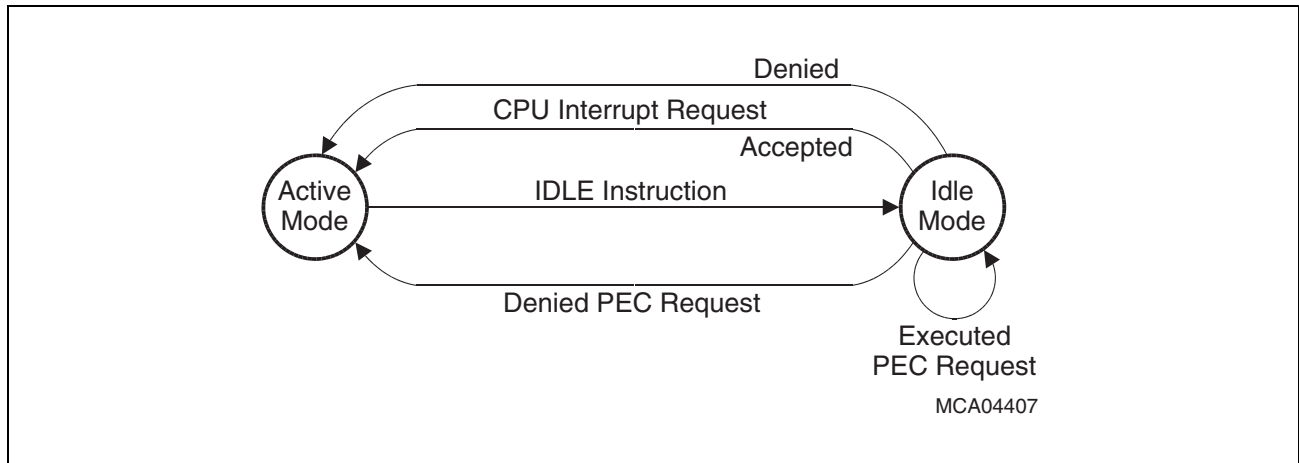 Denied
CPU Interrupt Request
Accepted
Active
Mode
IDLE Instruction
Idle
Mode
Denied PEC Request
Executed
PEC Request
MCA04407